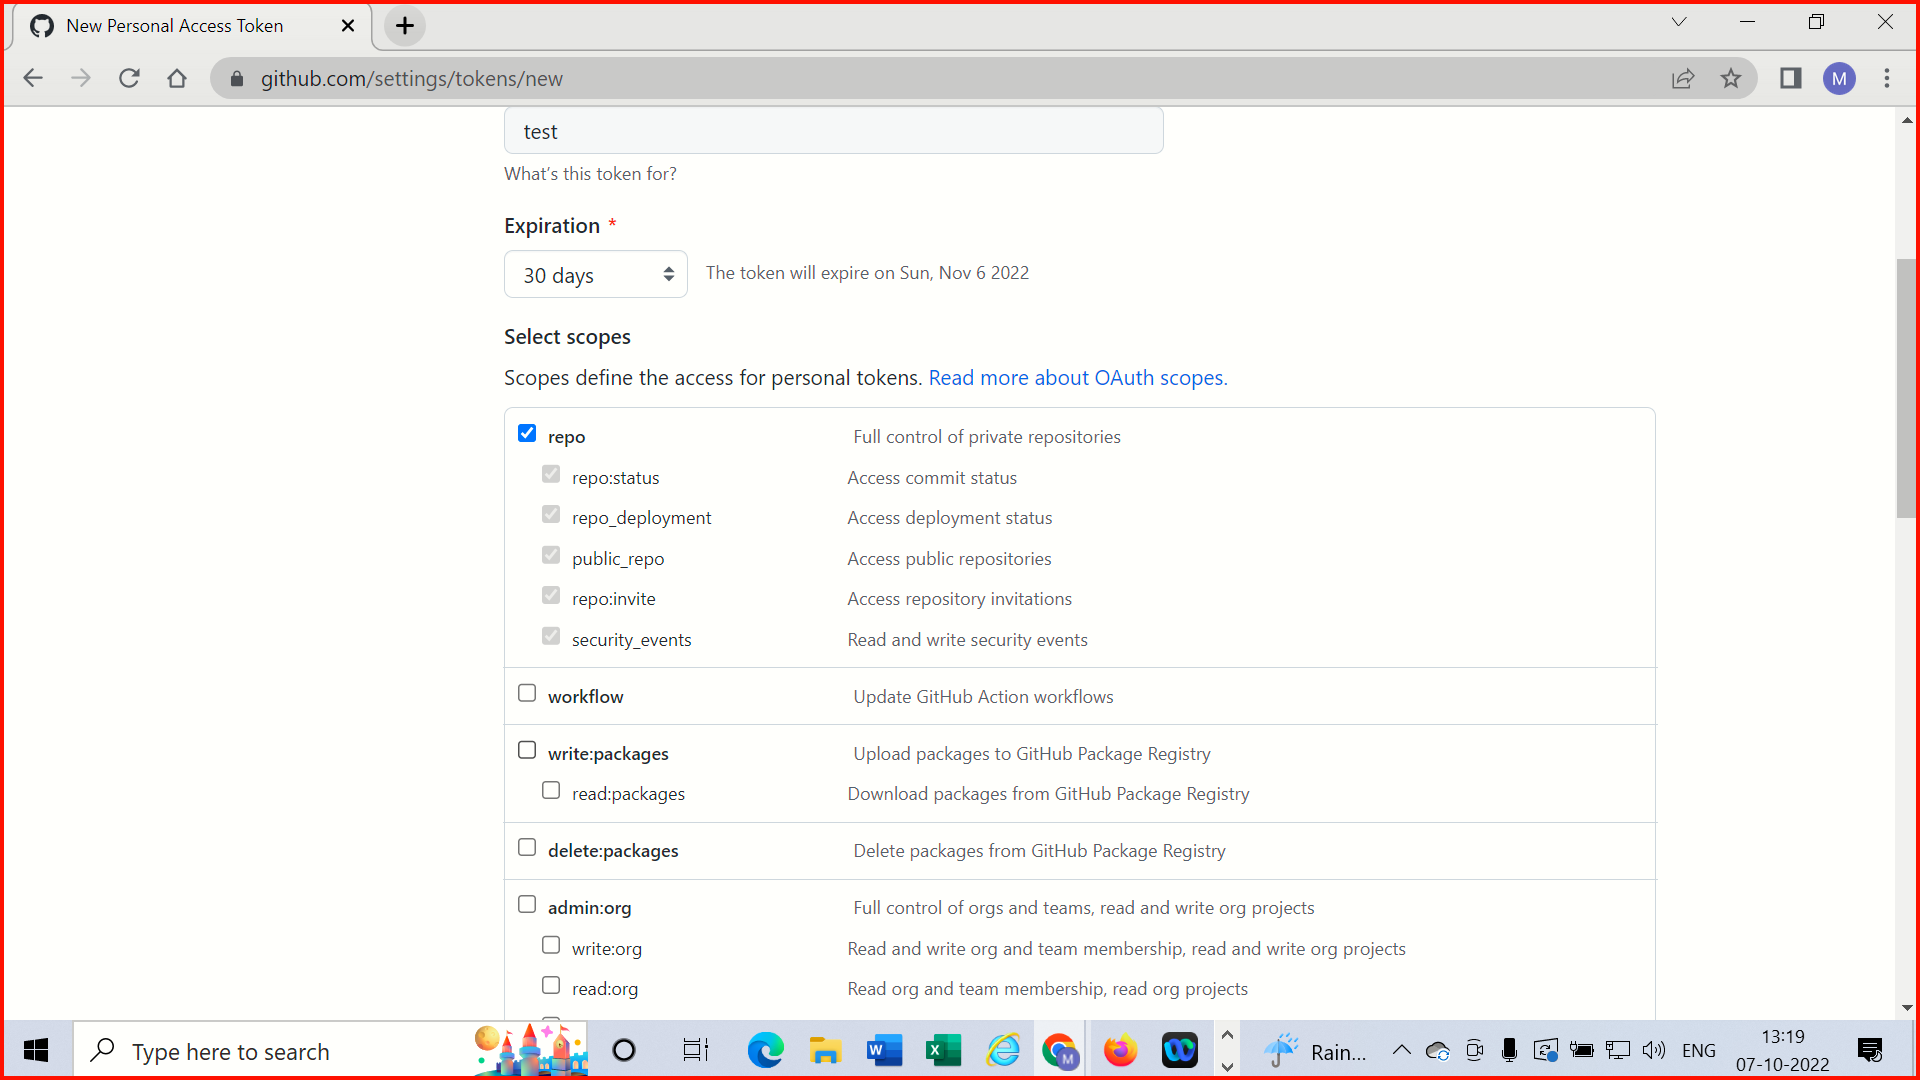 New Personal Access Token
github.com/settings/tokens/new
M
test
What's this token for?
Expiration *
30 days
The token will expire on Sun, Nov 6 2022
Select scopes
Scopes define the access for personal tokens. Read more about OAuth scopes.
repo Full control of private repositories
repo:status Access commit status
repo_deployment Access deployment status
public_repo Access public repositories
repo:invite Access repository invitations
security_events Read and write security events
workflow Update GitHub Action workflows
write:packages Upload packages to GitHub Package Registry
read:packages Download packages from GitHub Package Registry
delete:packages Delete packages from GitHub Package Registry
admin:org Full control of orgs and teams, read and write org projects
write:org Read and write org and team membership, read and write org projects
read:org Read org and team membership, read org projects
Type here to search
W
X
M
Rain...
ENG
13:19
07-10-2022